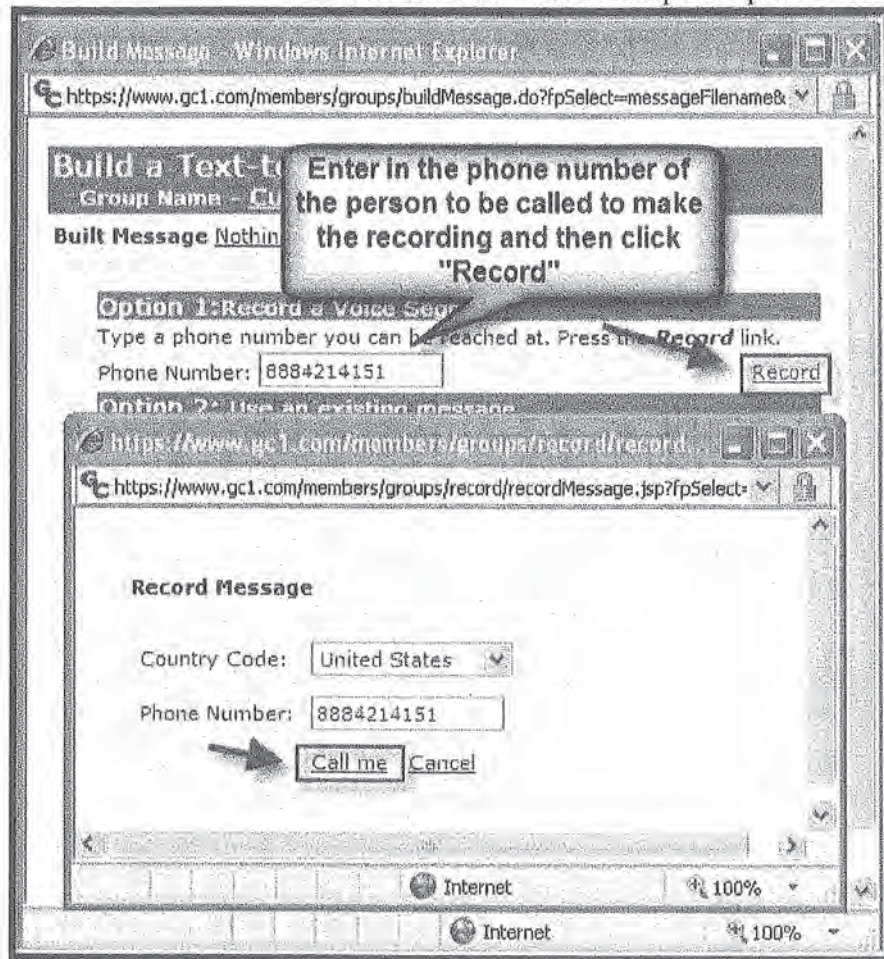 Build Message - Windows Internet Explorer
https://www.gc1.com/members/groups/buildMessage.do?fpSelect=messageFilename&
Build a Text-t
Group Name - Cu
Enter in the phone number of
the person to be called to make
the recording and then click
"Record"
Built Message Nothin
Option 1:Record a Voice Seg
Type a phone number you can be reached at. Press the Record link.
Phone Number: 8884214151 Record
Option 2: Use an existing message
https://www.gc1.com/members/groups/record/record...
https://www.gc1.com/members/groups/record/recordMessage.jsp?fpSelect=
Record Message
Country Code: United States
Phone Number: 8884214151
Call me Cancel
Internet 100%
Internet 100%